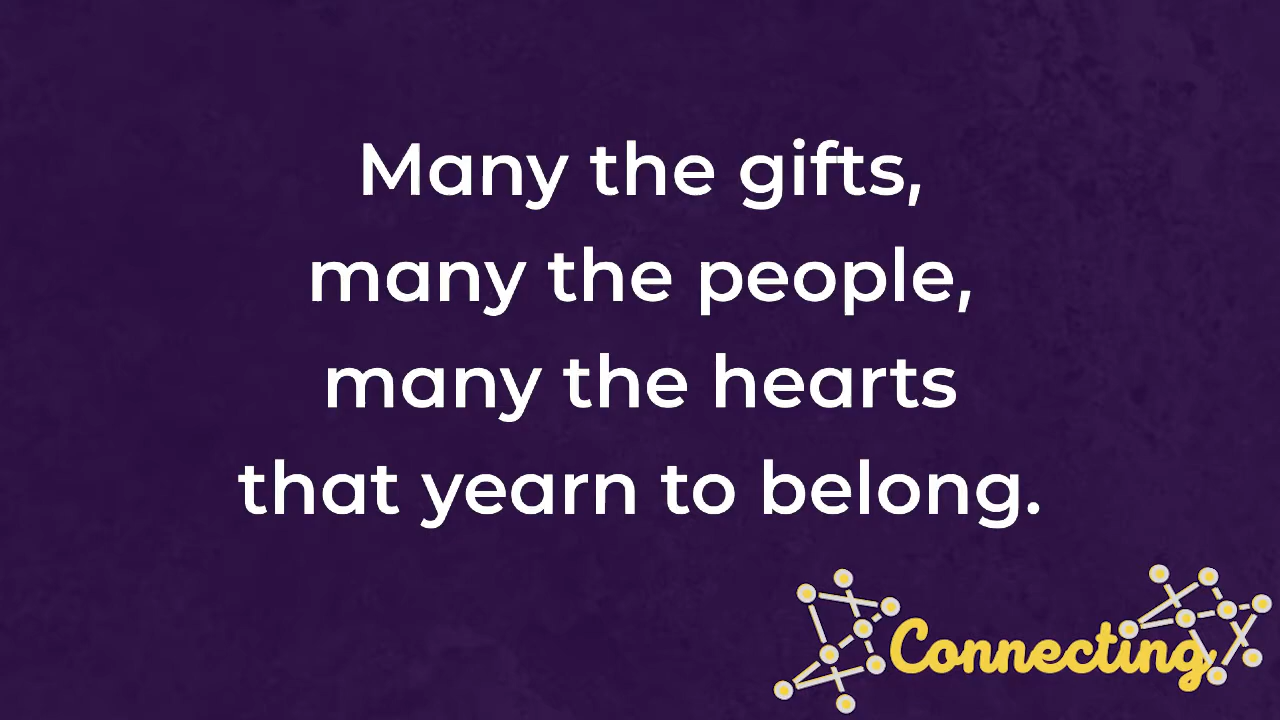 Many the gifts,
many the people,
many the hearts
that yearn to belong.
Connecting